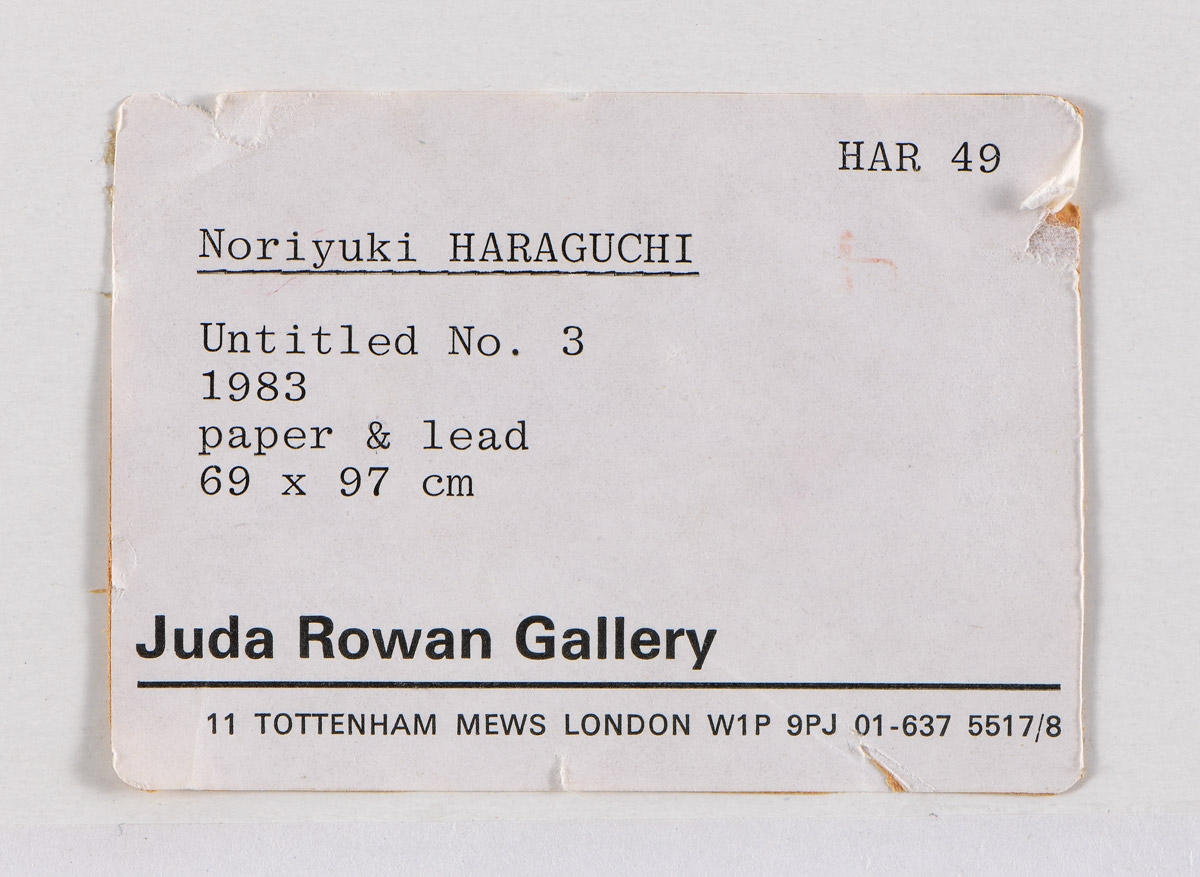 HAR 49
Noriyuki HARAGUCHI
Untitled No. 3
1983
paper & lead
69 x 97 cm
Juda Rowan Gallery
11 TOTTENHAM MEWS LONDON W1P 9PJ 01-637 5517/8